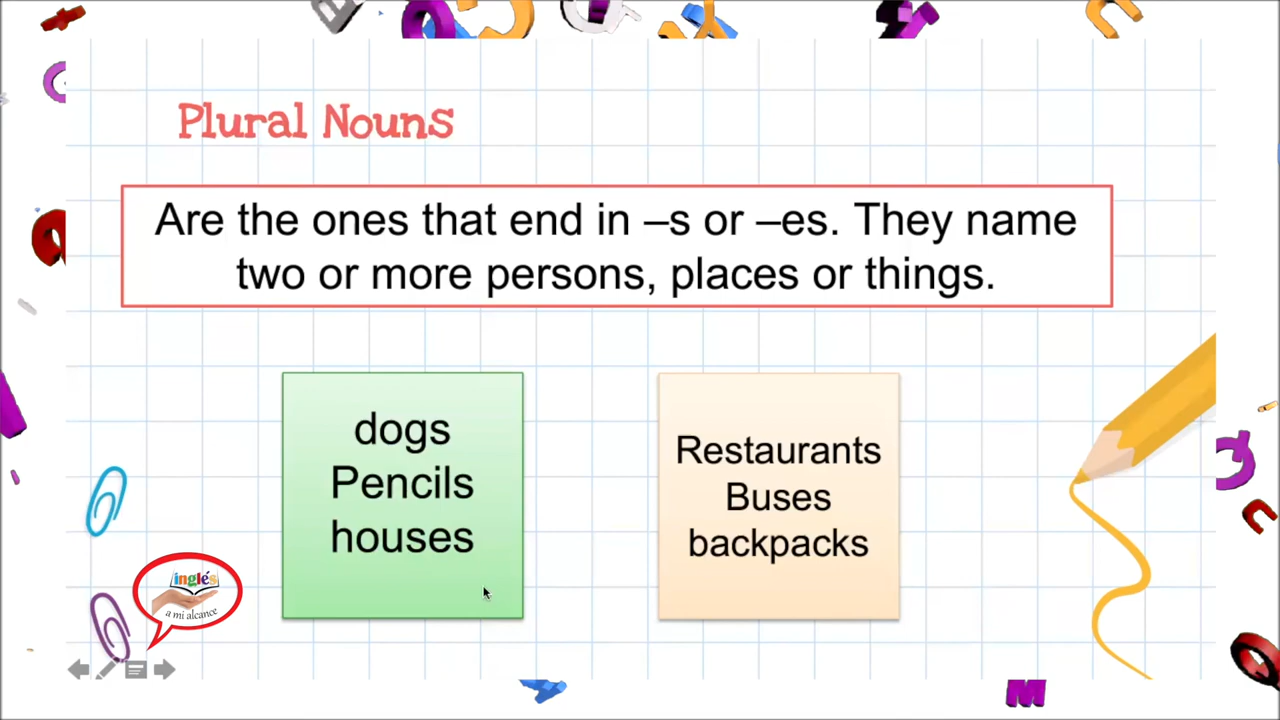 Plural Nouns
Are the ones that end in –s or –es. They name
two or more persons, places or things.
dogs
Pencils
houses
Restaurants
Buses
backpacks
inglés
a mi alcance